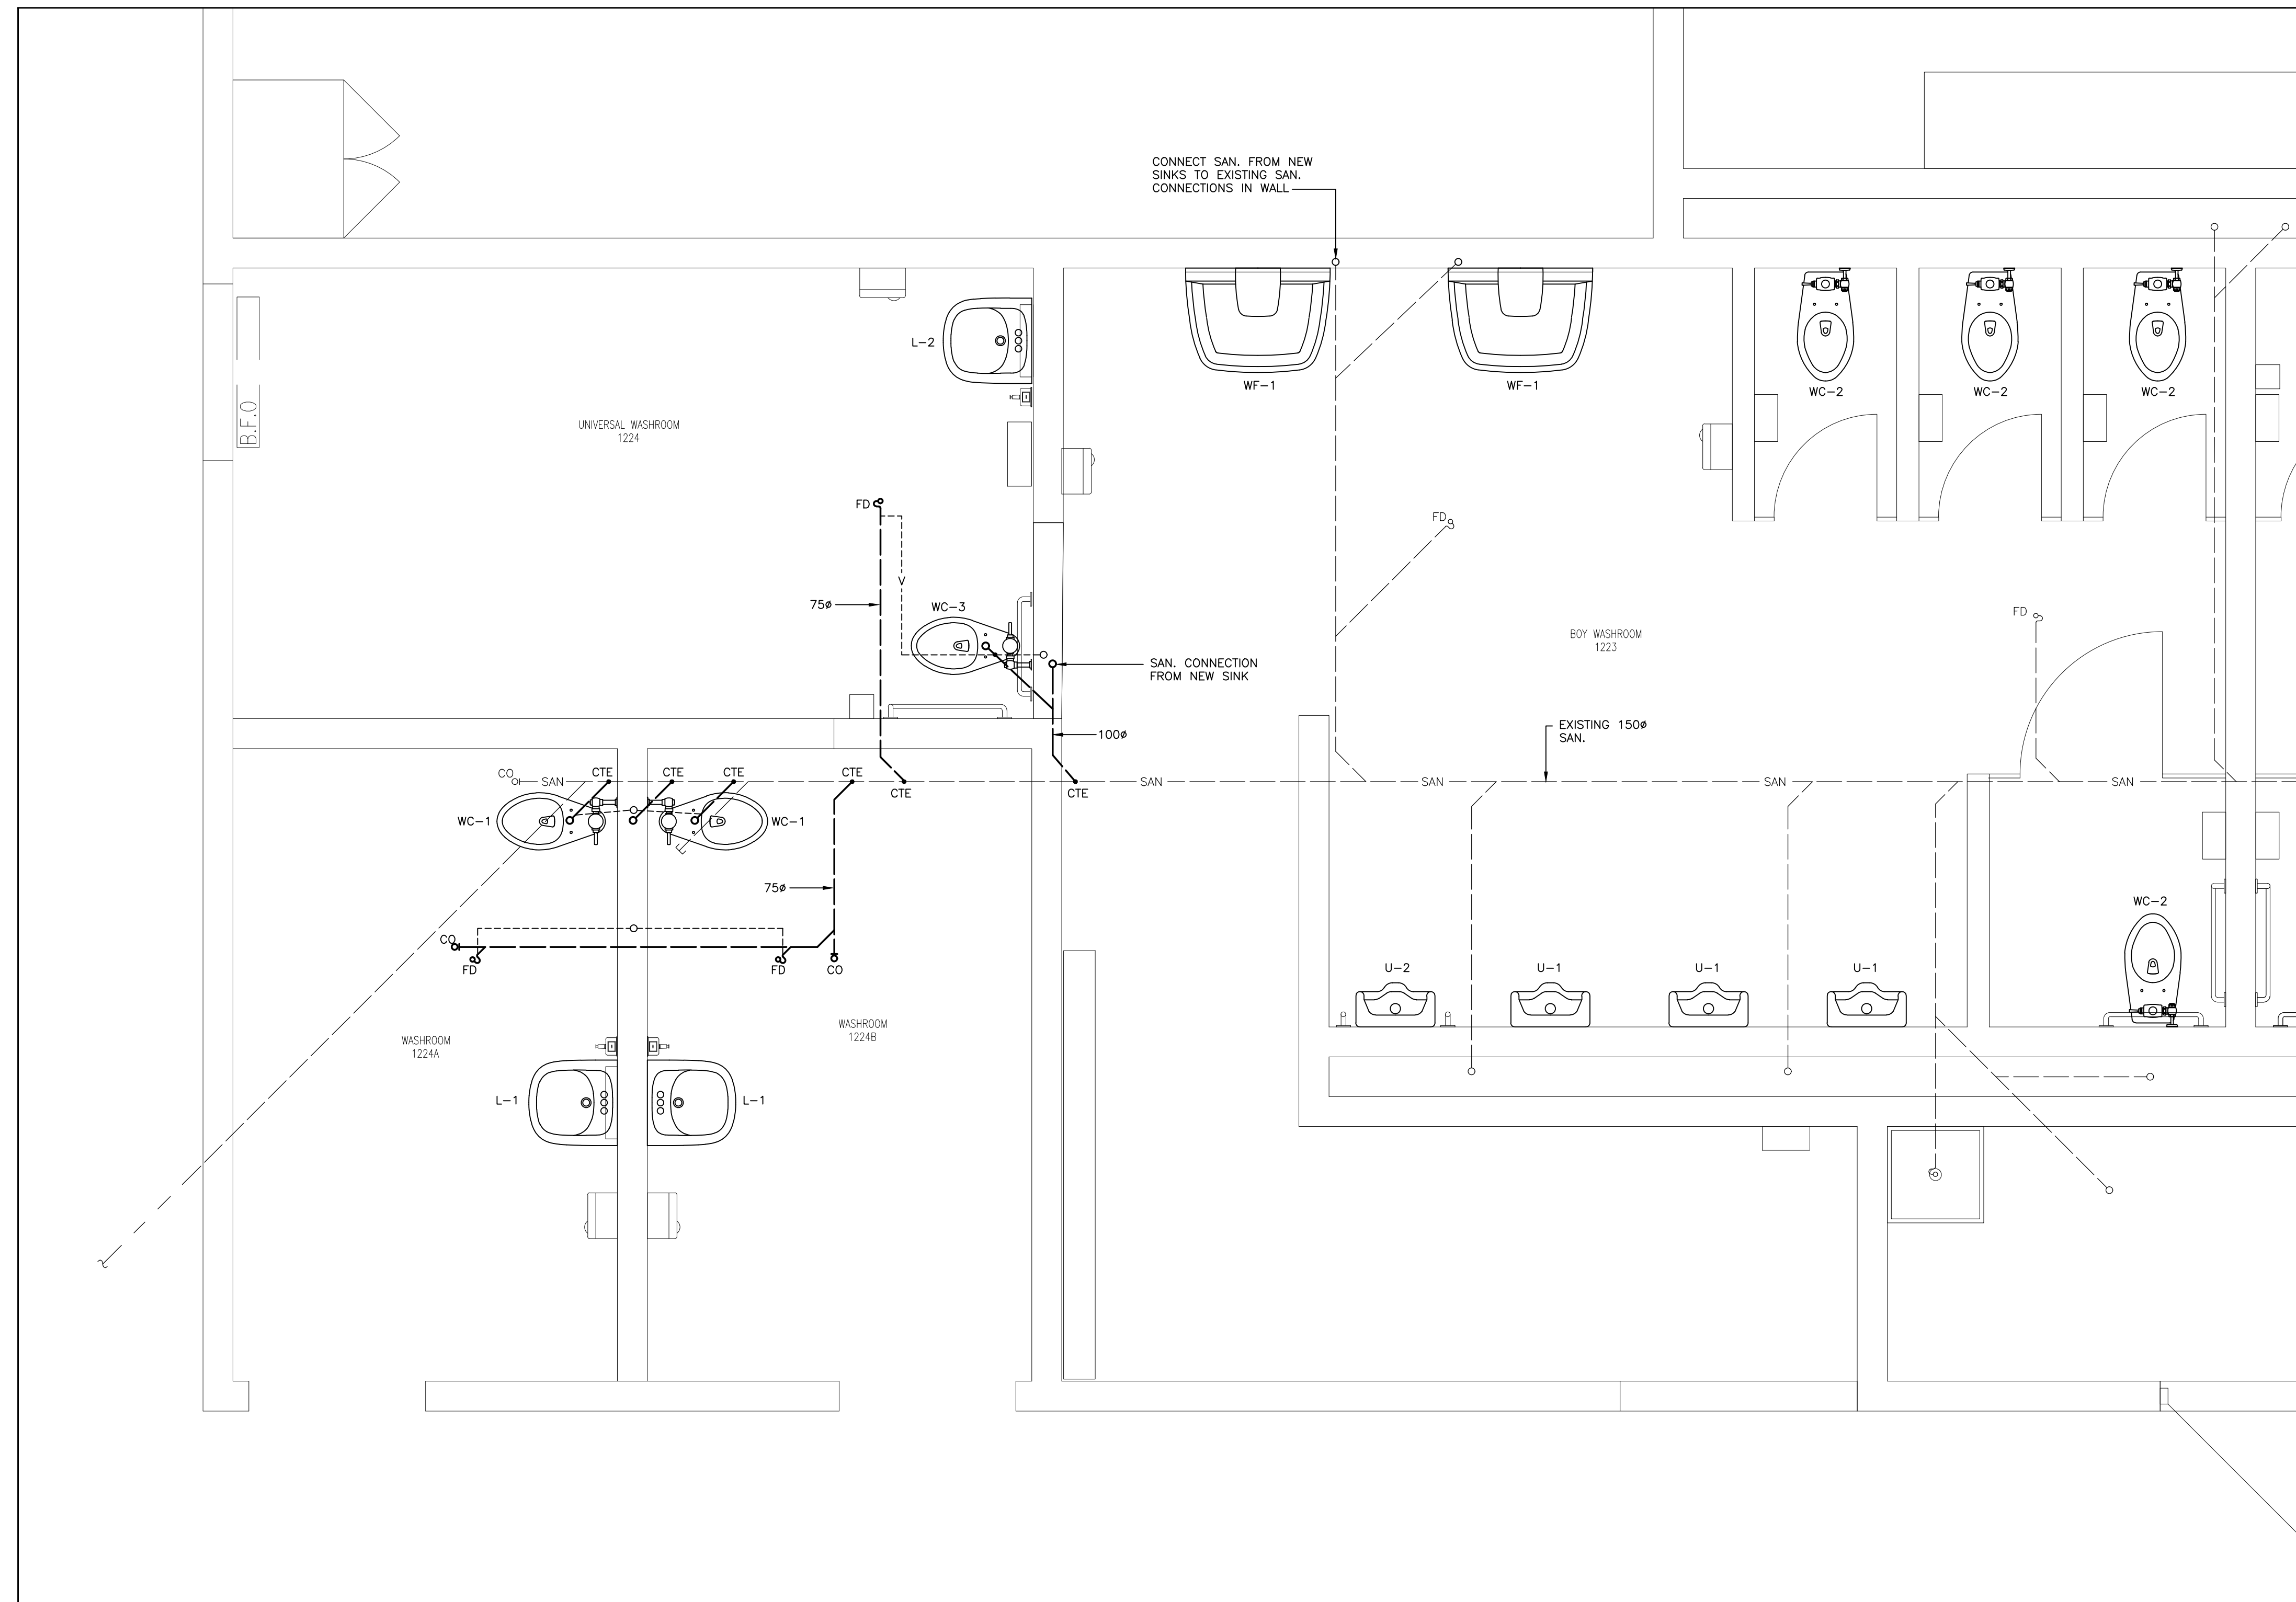 CONNECT SAN. FROM NEW
SINKS TO EXISTING SAN.
CONNECTIONS IN WALL
L-2
WF-1
WF-1
WC-2
WC-2
WC-2
B.F.O
UNIVERSAL WASHROOM
1224
FD
FD
V
75ø
WC-3
FD
BOY WASHROOM
1223
SAN. CONNECTION
FROM NEW SINK
100ø
EXISTING 150ø
SAN.
CO
SAN
CTE
CTE
CTE
CTE
CTE
CTE
SAN
SAN
SAN
SAN
WC-1
WC-1
75ø
WC-2
CO
FD
FD
CO
U-2
U-1
U-1
U-1
WASHROOM
1224A
WASHROOM
1224B
L-1
L-1